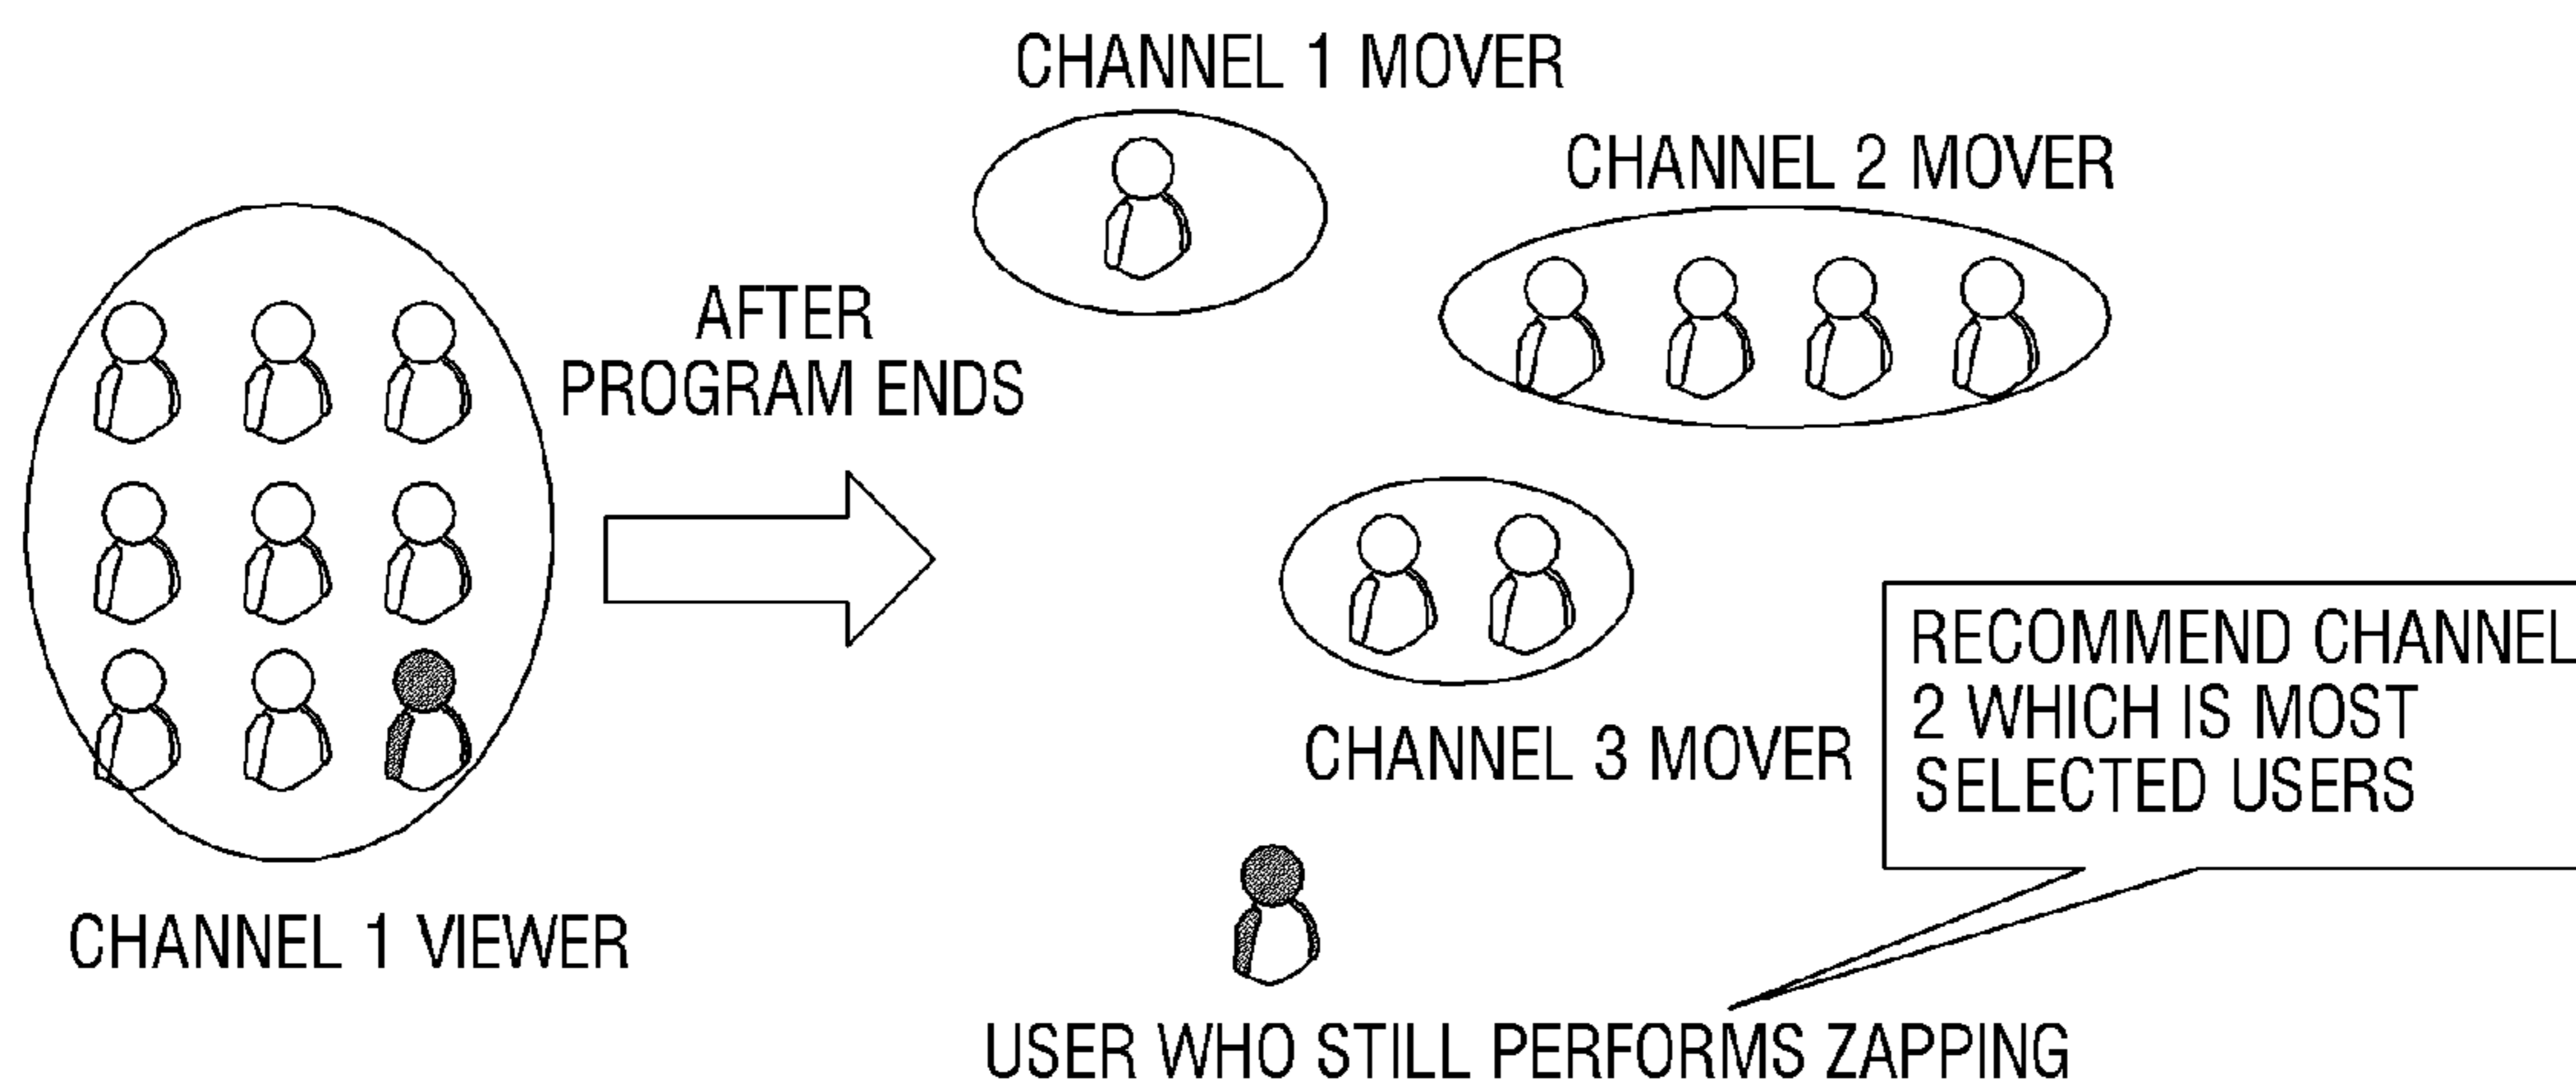 CHANNEL 1 MOVER
CHANNEL 2 MOVER
AFTER
PROGRAM ENDS
CHANNEL 1 VIEWER
CHANNEL 3 MOVER
RECOMMEND CHANNEL
2 WHICH IS MOST
SELECTED USERS
USER WHO STILL PERFORMS ZAPPING